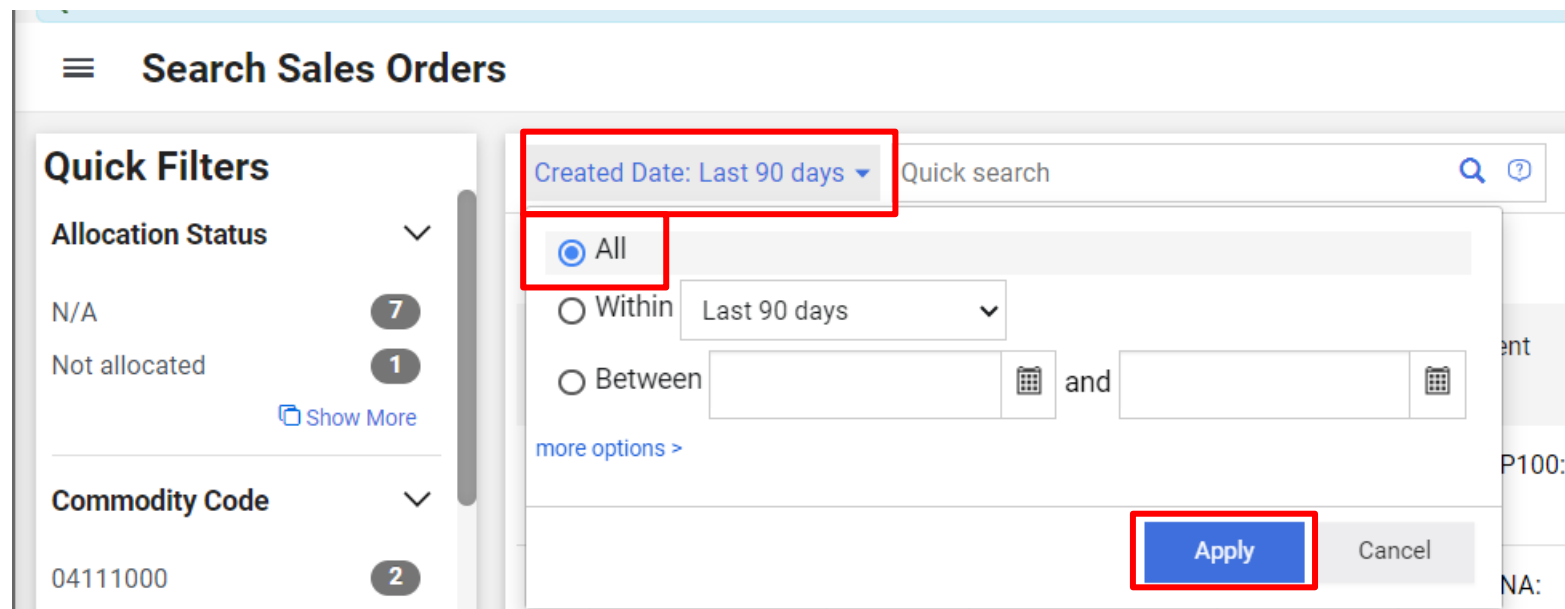 Search Sales Orders
Quick Filters
Allocation Status
N/A 7
Not allocated 1
Show More
Commodity Code
04111000 2
Created Date: Last 90 days Quick search
All
Within Last 90 days
Between and
more options >
Apply Cancel
ent
P100:
NA: